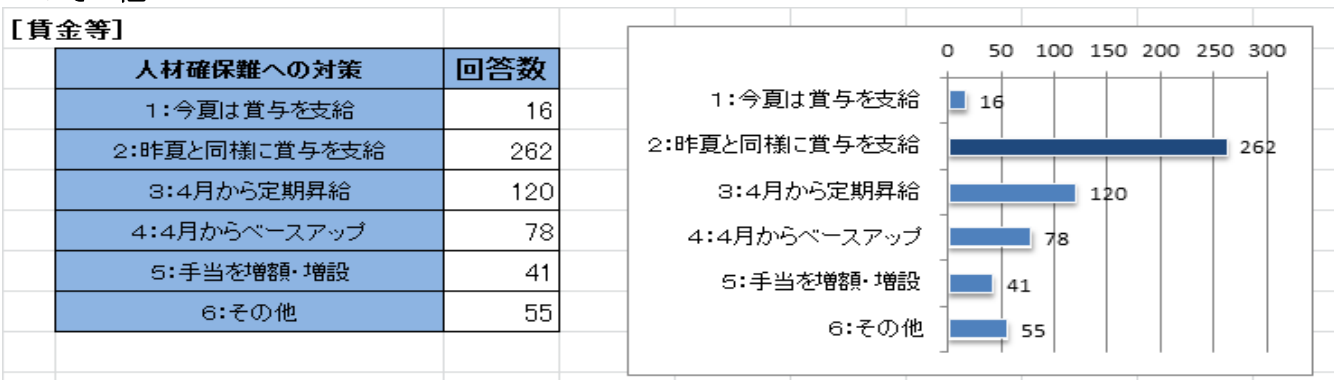 [賃金等]
人材確保難への対策 回答数
1:今夏は賞与を支給 16
2:昨夏と同様に賞与を支給 262
3:4月から定期昇給 120
4:4月からベースアップ 78
5:手当を増額・増設 41
6:その他 55
0 50 100 150 200 250 300
1:今夏は賞与を支給 16
2:昨夏と同様に賞与を支給 262
3:4月から定期昇給 120
4:4月からベースアップ 78
5:手当を増額・増設 41
6:その他 55